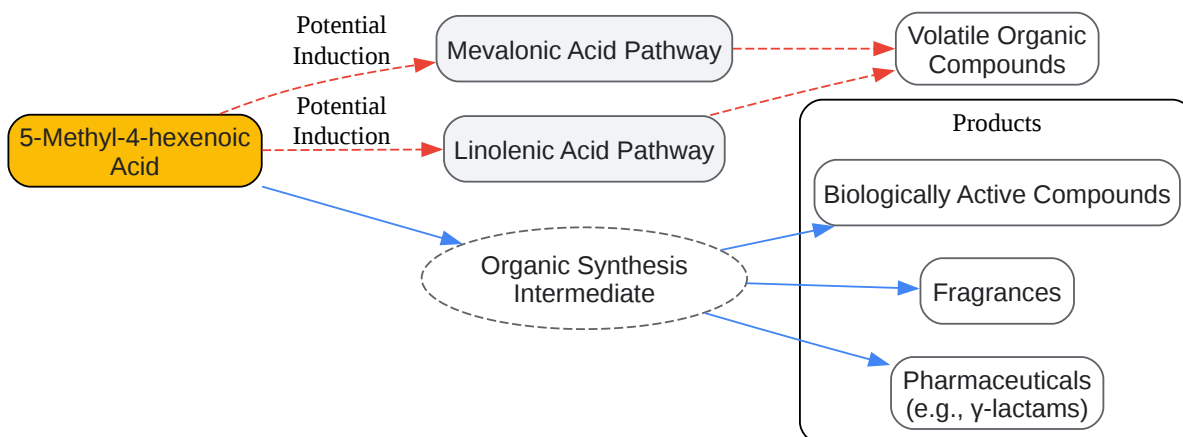 5-Methyl-4-hexenoic
Acid
Potential
Induction
Potential
Induction
Mevalonic Acid Pathway
Linolenic Acid Pathway
Organic Synthesis
Intermediate
Volatile Organic
Compounds
Products
Biologically Active Compounds
Fragrances
Pharmaceuticals
(e.g., γ-lactams)